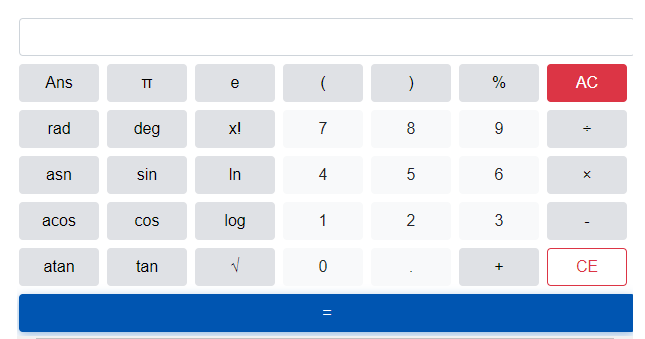 Ans π e ( ) % AC
rad deg x! 7 8 9 ÷
asn sin ln 4 5 6 ×
acos cos log 1 2 3 -
atan tan √ 0 . + CE
=